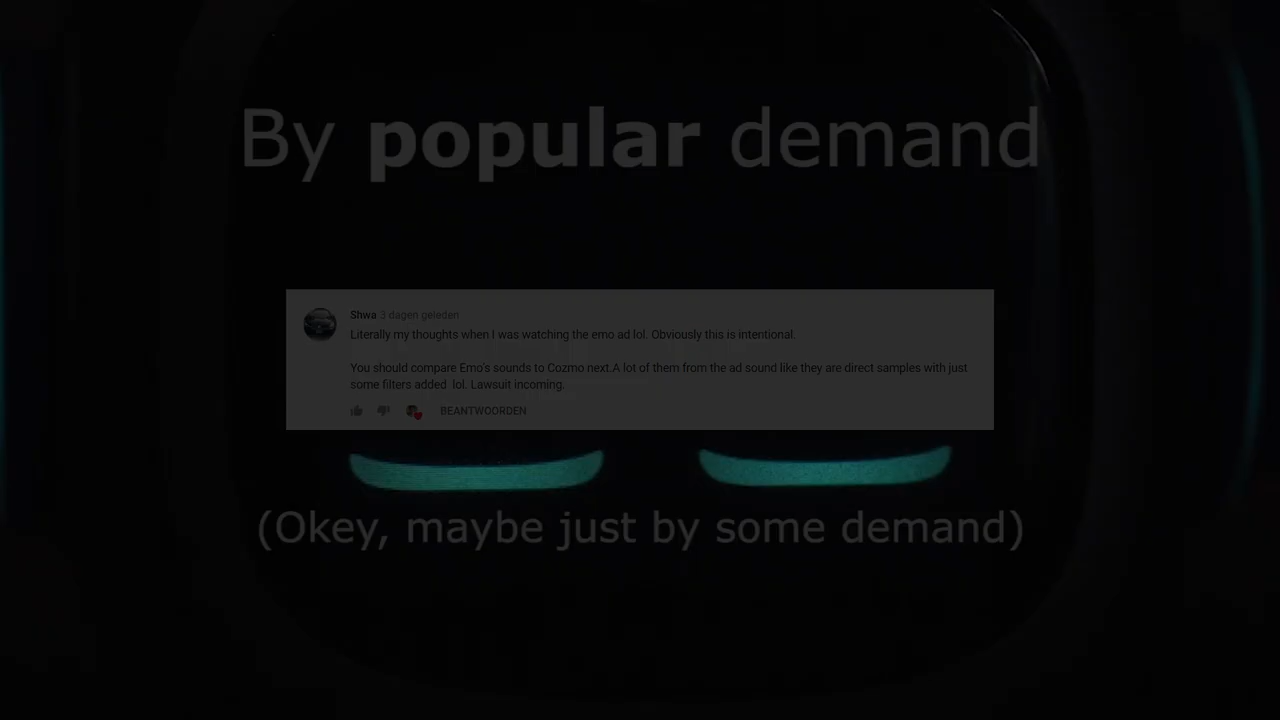 By popular demand
Shwa 3 dagen geleden
Literally my thoughts when I was watching the emo ad lol. Obviously this is intentional.
You should compare Emo's sounds to Cozmo next.A lot of them from the ad sound like they are direct samples with just
some filters added  lol. Lawsuit incoming.
BEANTWOORDEN
(Okey, maybe just by some demand)